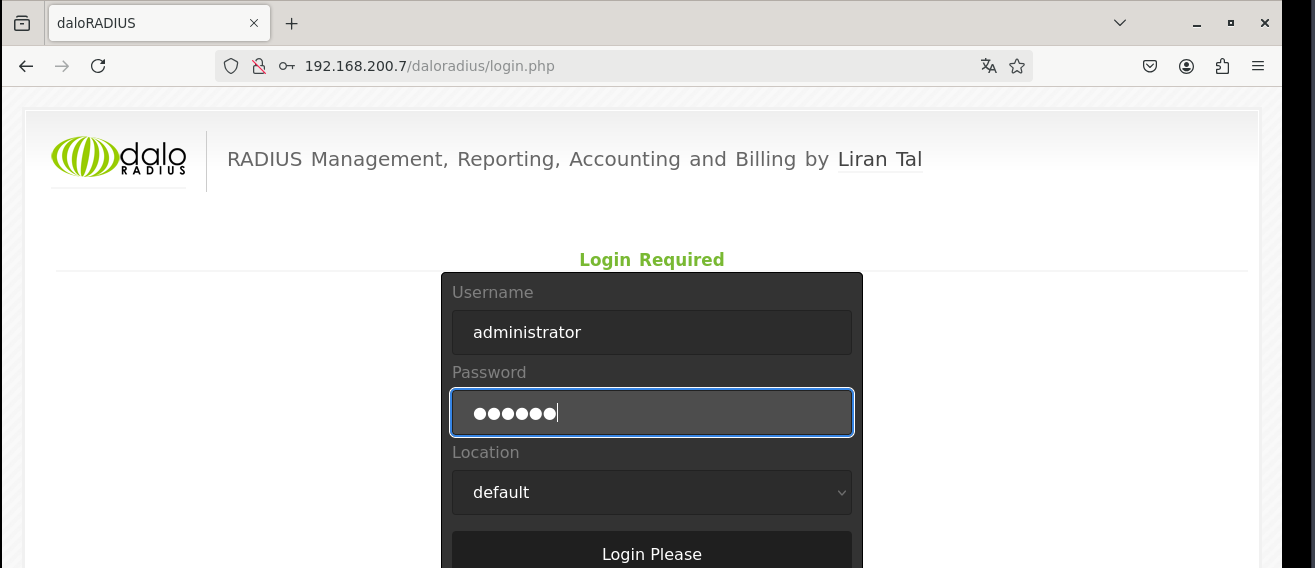 daloRADIUS
192.168.200.7/daloradius/login.php
dalo
RADIUS
RADIUS Management, Reporting, Accounting and Billing by Liran Tal
Login Required
Username
administrator
Password
●●●●●●
Location
default
Login Please